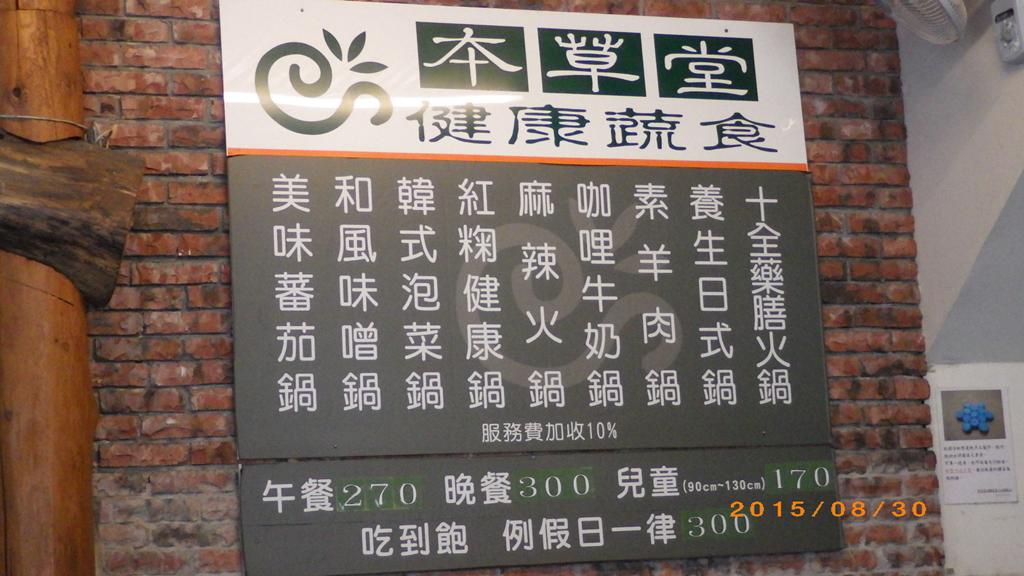 本草堂
健康蔬食
十全藥膳火鍋
養生日式鍋
素羊肉鍋
咖哩牛奶鍋
麻辣火鍋
紅麴健康鍋
韓式泡菜鍋
和風味噌鍋
美味蕃茄鍋
服務費加收10%
午餐270 晚餐300 兒童(90cm~130cm)170
吃到飽 例假日一律300
2015/08/30